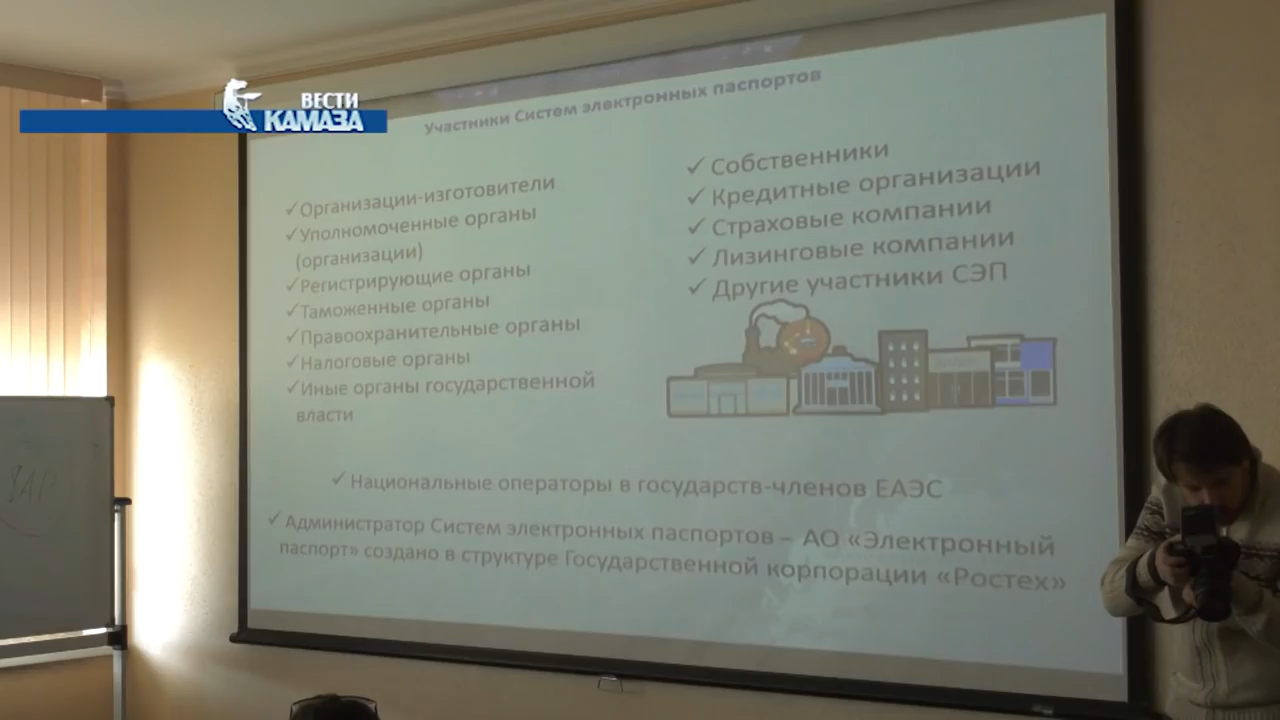 ВЕСТИ
КАМАЗА
Участники Систем электронных паспортов
✓Организации-изготовители
✓Уполномоченные органы
(организации)
✓Регистрирующие органы
✓Таможенные органы
✓Правоохранительные органы
✓Налоговые органы
✓Иные органы государственной
власти
✓ Собственники
✓ Кредитные организации
✓ Страховые компании
✓ Лизинговые компании
✓ Другие участники СЭП
✓ Национальные операторы в государств-членов ЕАЭС
✓ Администратор Систем электронных паспортов – АО «Электронный
паспорт» создано в структуре Государственной корпорации «Ростех»